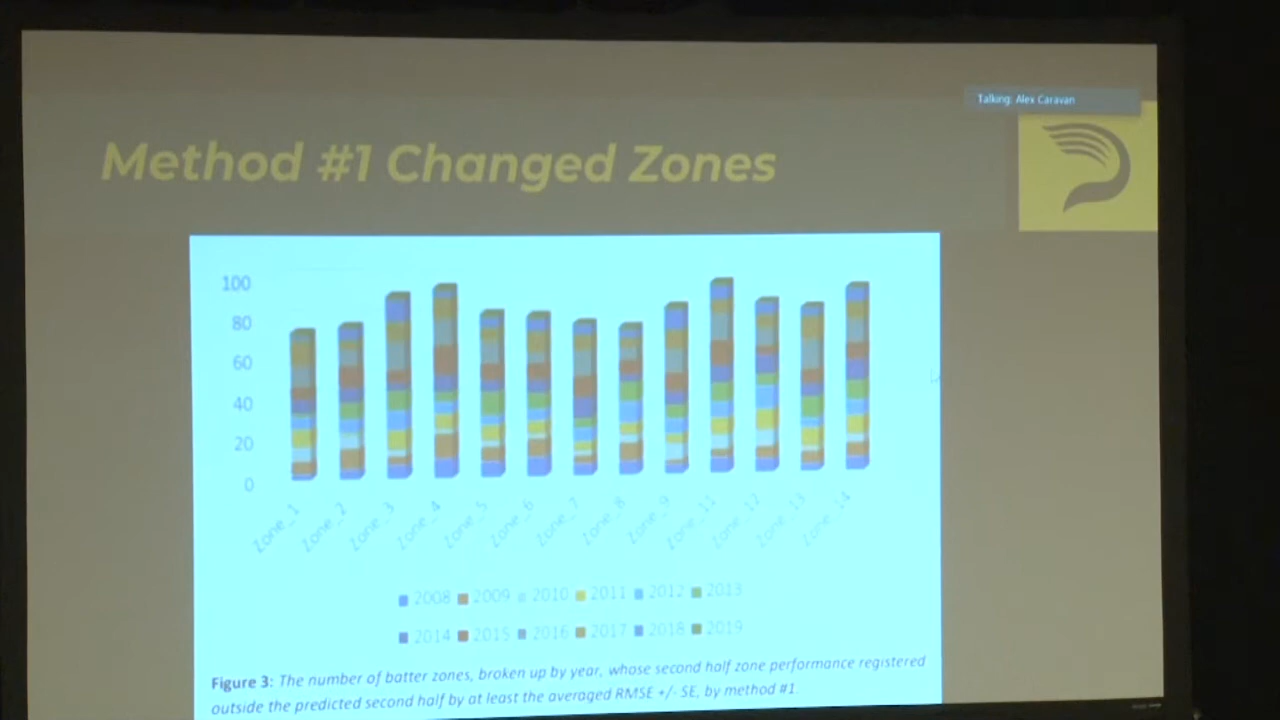 Talking: Alex Caravan
Method #1 Changed Zones
100
80
60
40
20
0
Zone_1 Zone_2 Zone_3 Zone_4 Zone_5 Zone_6 Zone_7 Zone_8 Zone_9 Zone_11 Zone_12 Zone_13 Zone_14
2008 2009 2010 2011 2012 2013
2014 2015 2016 2017 2018 2019
Figure 3: The number of batter zones, broken up by year, whose second half zone performance registered
outside the predicted second half by at least the averaged RMSE +/- SE, by method #1.